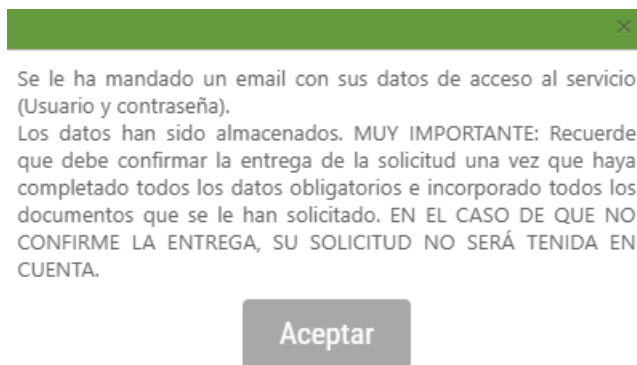 Se le ha mandado un email con sus datos de acceso al servicio
(Usuario y contraseña).
Los datos han sido almacenados. MUY IMPORTANTE: Recuerde
que debe confirmar la entrega de la solicitud una vez que haya
completado todos los datos obligatorios e incorporado todos los
documentos que se le han solicitado. EN EL CASO DE QUE NO
CONFIRME LA ENTREGA, SU SOLICITUD NO SERÁ TENIDA EN
CUENTA.
Aceptar